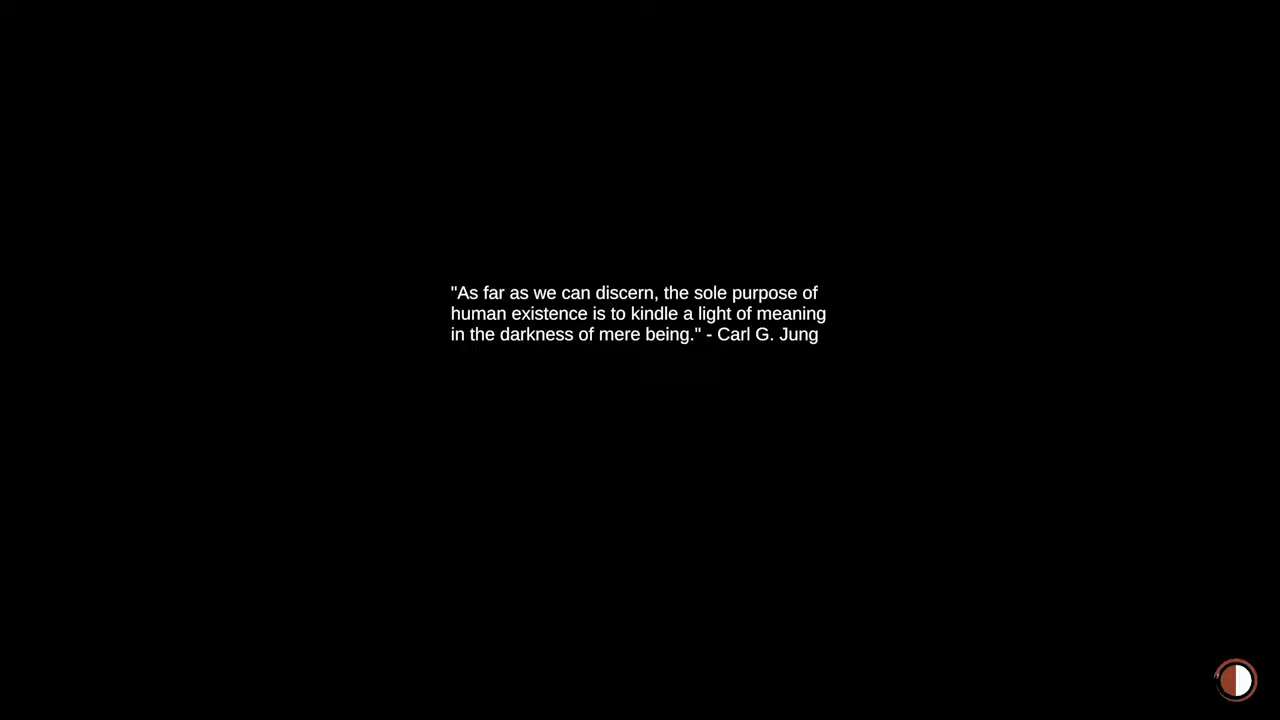 "As far as we can discern, the sole purpose of
human existence is to kindle a light of meaning
in the darkness of mere being." - Carl G. Jung